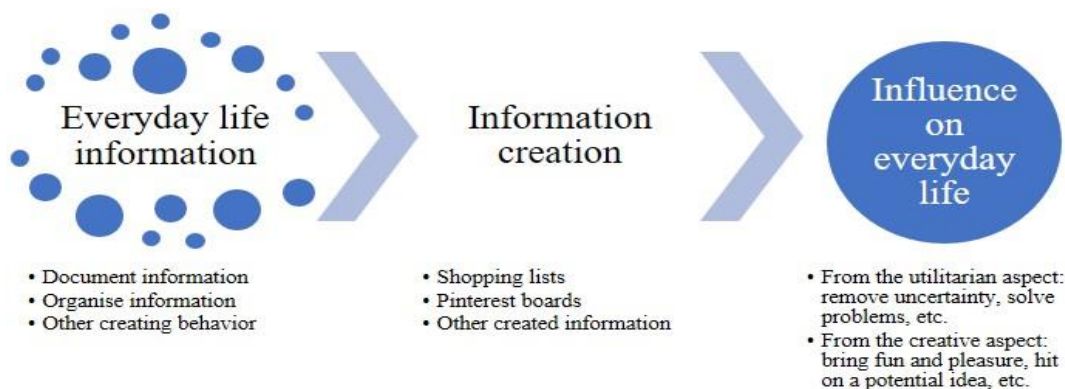 Everyday life
information
Information
creation
Influence
on
everyday
life
• Document information
• Organise information
• Other creating behavior
• Shopping lists
• Pinterest boards
• Other created information
• From the utilitarian aspect:
remove uncertainty, solve
problems, etc.
• From the creative aspect:
bring fun and pleasure, hit
on a potential idea, etc.